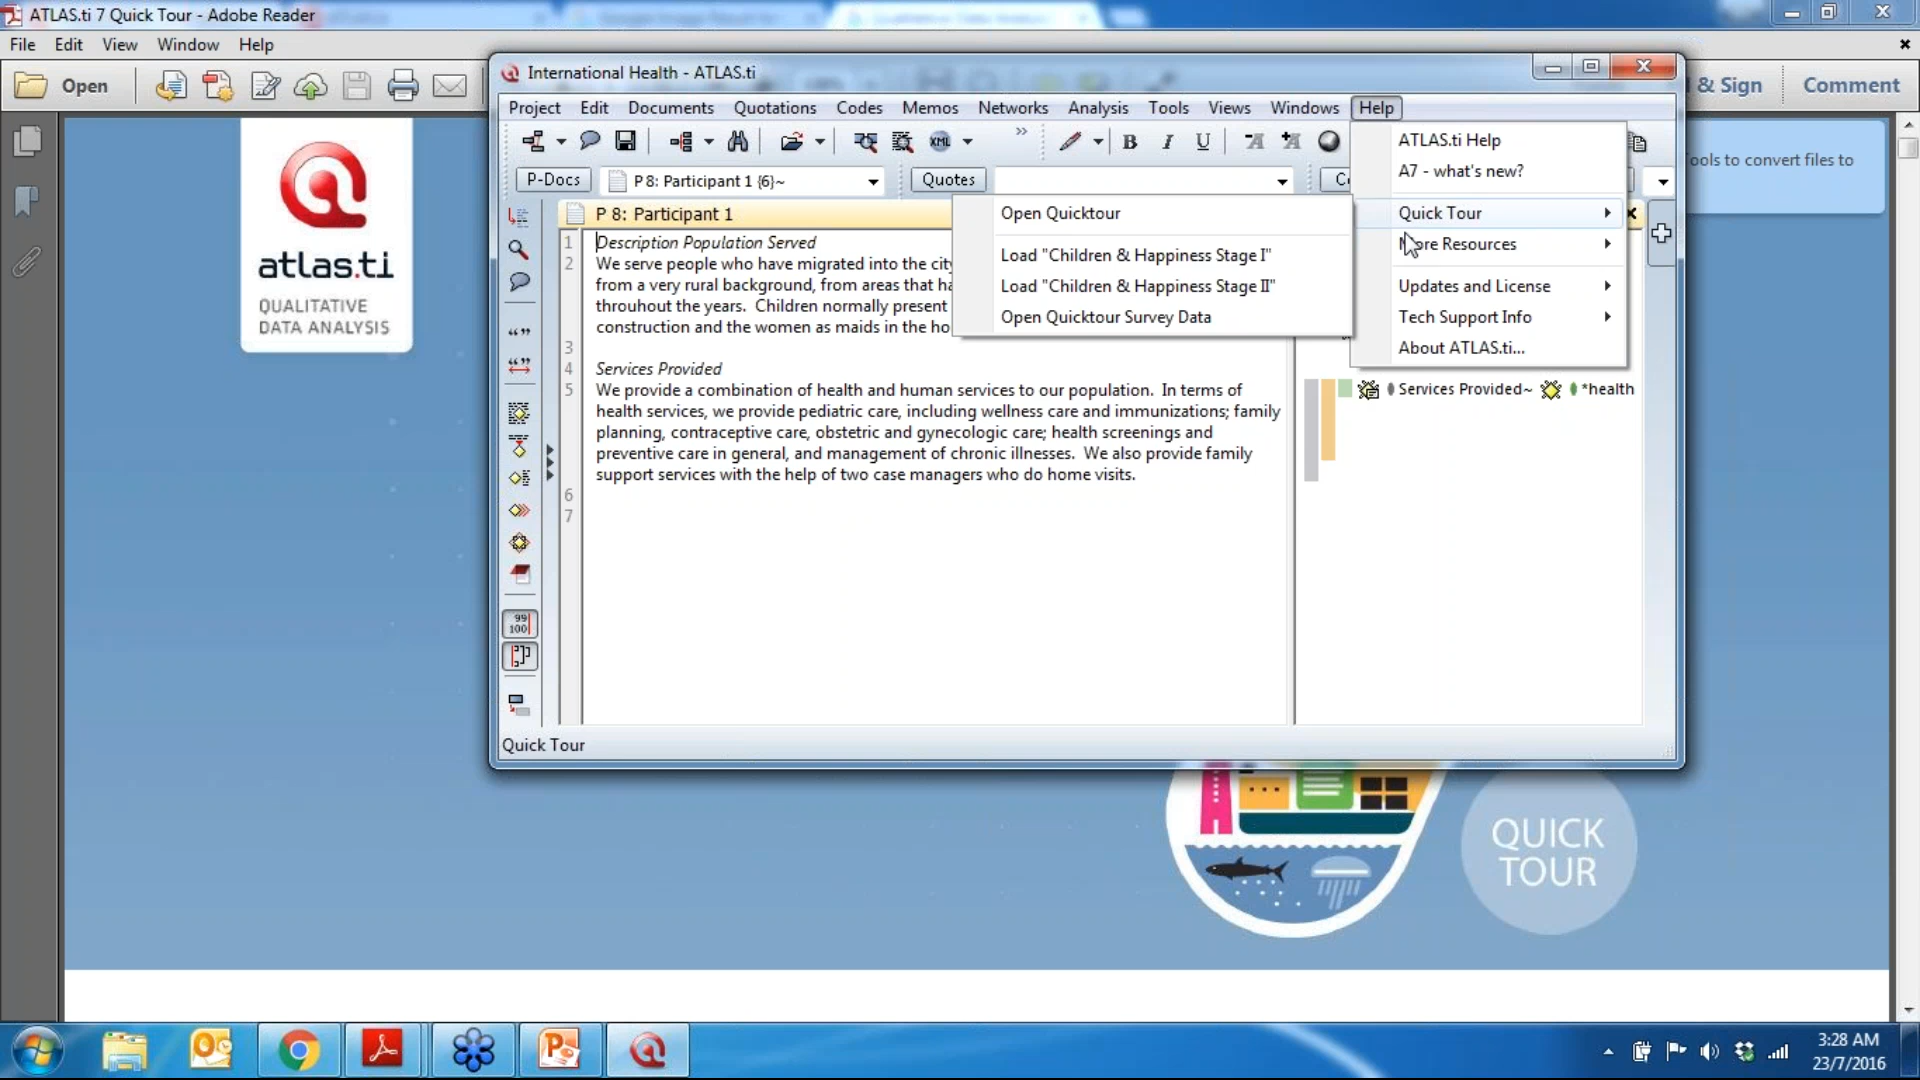 ATLAS.ti 7 Quick Tour - Adobe Reader
File Edit View Window Help
Open
& Sign Comment
International Health - ATLAS.ti
Project Edit Documents Quotations Codes Memos Networks Analysis Tools Views Windows Help
XML » B I U A A
P-Docs P 8: Participant 1 {6}~ Quotes
P 8: Participant 1
1 Description Population Served
2 We serve people who have migrated into the
from a very rural background, from areas that
throuhout the years. Children normally present
construction and the women as maids in the
3
4 Services Provided
5 We provide a combination of health and human services to our population. In terms of
health services, we provide pediatric care, including wellness care and immunizations; family
planning, contraceptive care, obstetric and gynecologic care; health screenings and
preventive care in general, and management of chronic illnesses. We also provide family
support services with the help of two case managers who do home visits.
6
7
Services Provided~ *health
Open Quicktour
Load "Children & Happiness Stage I"
Load "Children & Happiness Stage II"
Open Quicktour Survey Data
ATLAS.ti Help
A7 - what's new?
Quick Tour
More Resources
Updates and License
Tech Support Info
About ATLAS.ti...
Tools to convert files to
99
100
Quick Tour
atlas.ti
QUALITATIVE
DATA ANALYSIS
QUICK
TOUR
3:28 AM
23/7/2016